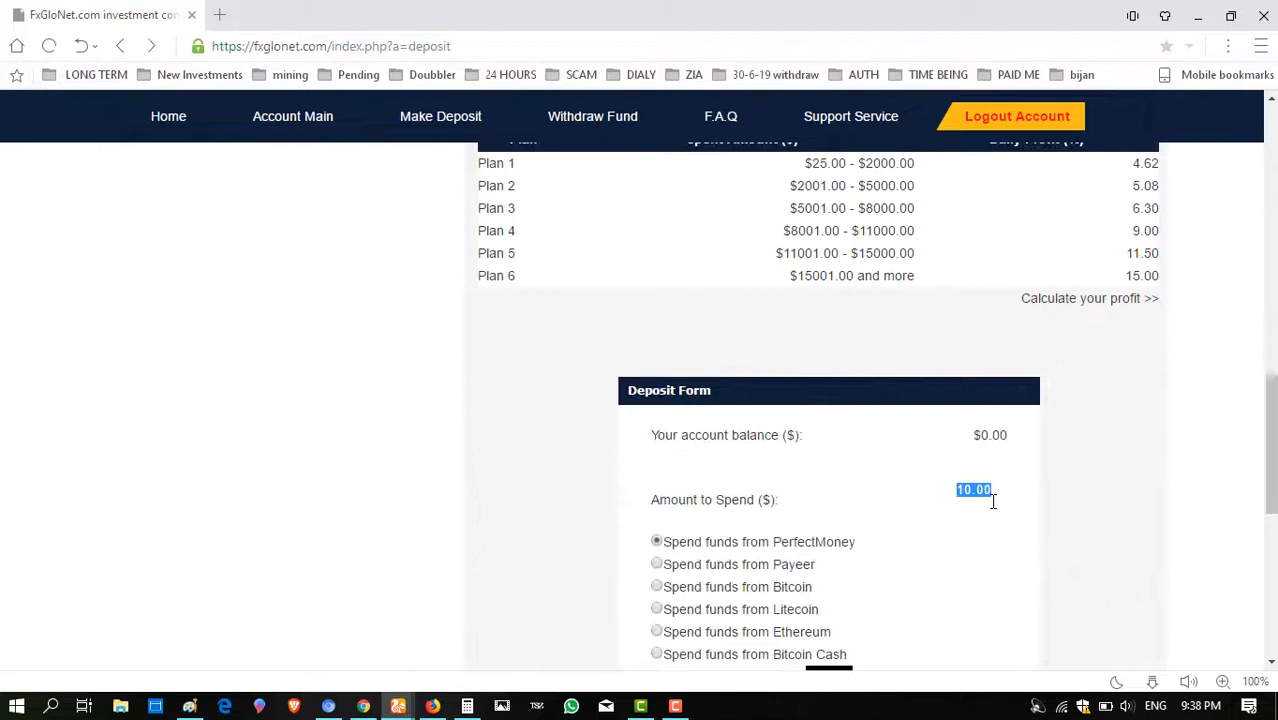 FxGloNet.com investment con
https://fxglonet.com/index.php?a=deposit
LONG TERM New Investments mining Pending Doubbler 24 HOURS SCAM DIALY ZIA 30-6-19 withdraw AUTH TIME BEING PAID ME bijan Mobile bookmarks
Home Account Main Make Deposit Withdraw Fund F.A.Q Support Service Logout Account
Plan Spent Amount ($) Daily Profit (%)
Plan 1 $25.00 - $2000.00 4.62
Plan 2 $2001.00 - $5000.00 5.08
Plan 3 $5001.00 - $8000.00 6.30
Plan 4 $8001.00 - $11000.00 9.00
Plan 5 $11001.00 - $15000.00 11.50
Plan 6 $15001.00 and more 15.00
Calculate your profit >>
Deposit Form
Your account balance ($): $0.00
10.00
Amount to Spend ($):
Spend funds from PerfectMoney
Spend funds from Payeer
Spend funds from Bitcoin
Spend funds from Litecoin
Spend funds from Ethereum
Spend funds from Bitcoin Cash
100%
ENG 9:38 PM